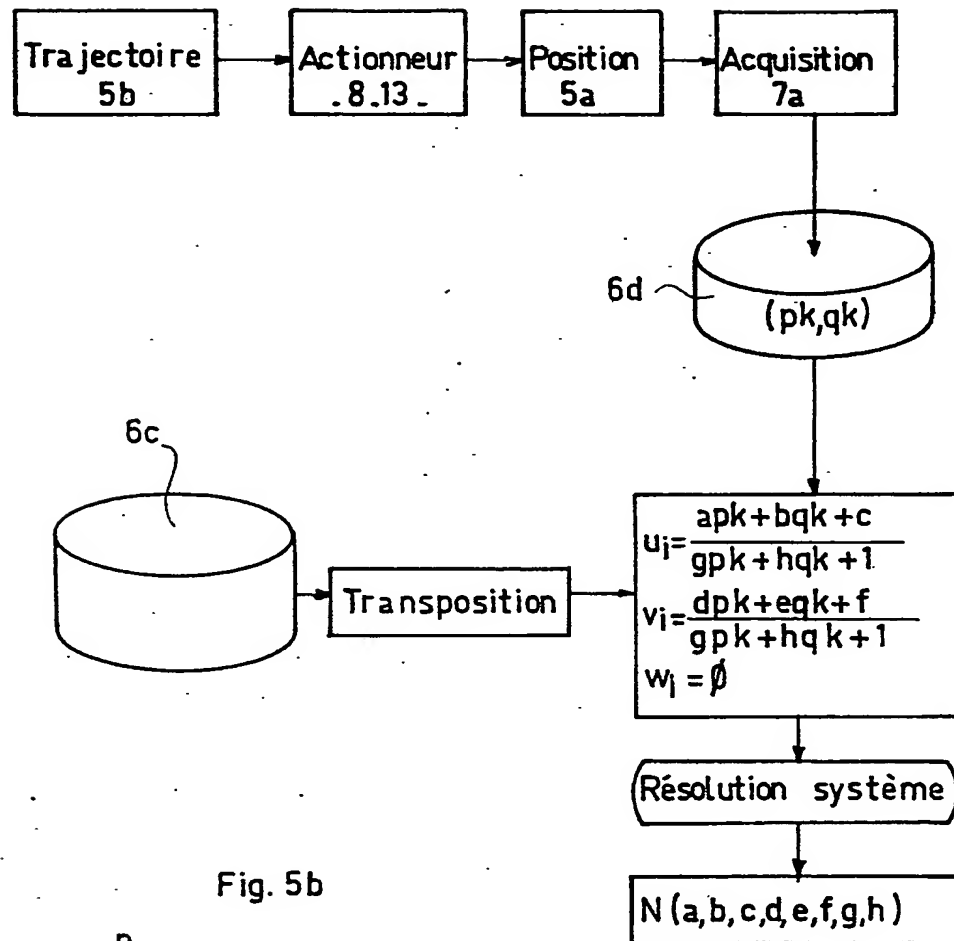 Trajectoire
5b
Actionneur
.8.13.
Position
5a
Acquisition
7a
6d
(pk,qk)
6c
Transposition
ui=apk+bqk+c
gpk+hqk+1
vi=dpk+eqk+f
gpk+hqk+1
wi=Ø
Résolution système
Fig. 5b
N(a,b,c,d,e,f,g,h)